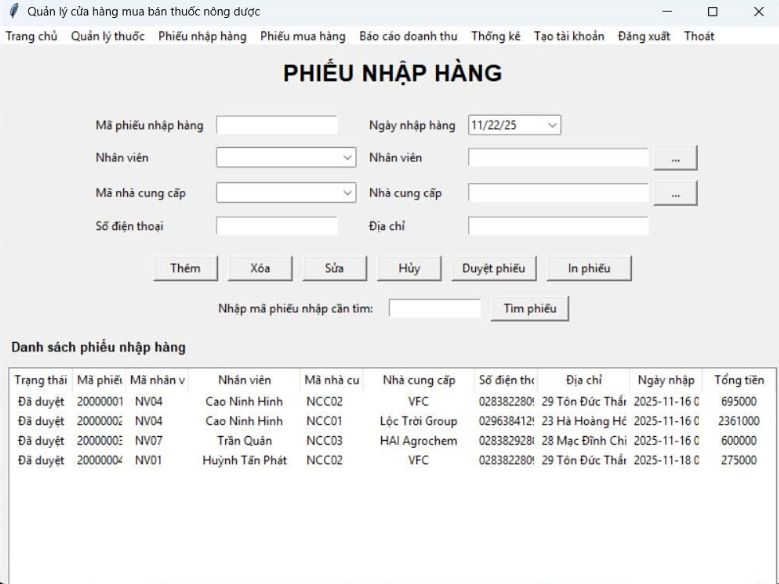 Quản lý cửa hàng mua bán thuốc nông dược
Trang chủ Quản lý thuốc Phiếu nhập hàng Phiếu mua hàng Báo cáo doanh thu Thống kê Tạo tài khoản Đăng xuất Thoát
PHIẾU NHẬP HÀNG
Mã phiếu nhập hàng Ngày nhập hàng 11/22/25
Nhân viên Nhân viên ...
Mã nhà cung cấp Nhà cung cấp ...
Số điện thoại Địa chỉ
Thêm Xóa Sửa Hủy Duyệt phiếu In phiếu
Nhập mã phiếu nhập cần tìm: Tìm phiếu
Danh sách phiếu nhập hàng
Trạng thái Mã phiếu Mã nhân v Nhân viên Mã nhà cu Nhà cung cấp Số điện tho Địa chỉ Ngày nhập Tổng tiền
Đã duyệt 20000001 NV04 Cao Ninh Hinh NCC02 VFC 0283822809 29 Tôn Đức Thắn 2025-11-16 0 695000
Đã duyệt 20000002 NV04 Cao Ninh Hinh NCC01 Lộc Trời Group 0296384129 23 Hà Hoàng Hổ 2025-11-16 0 2361000
Đã duyệt 20000003 NV07 Trần Quân NCC03 HAI Agrochem 0283829280 28 Mạc Đĩnh Chi 2025-11-16 0 600000
Đã duyệt 20000004 NV01 Huỳnh Tấn Phát NCC02 VFC 0283822809 29 Tôn Đức Thắn 2025-11-18 0 275000